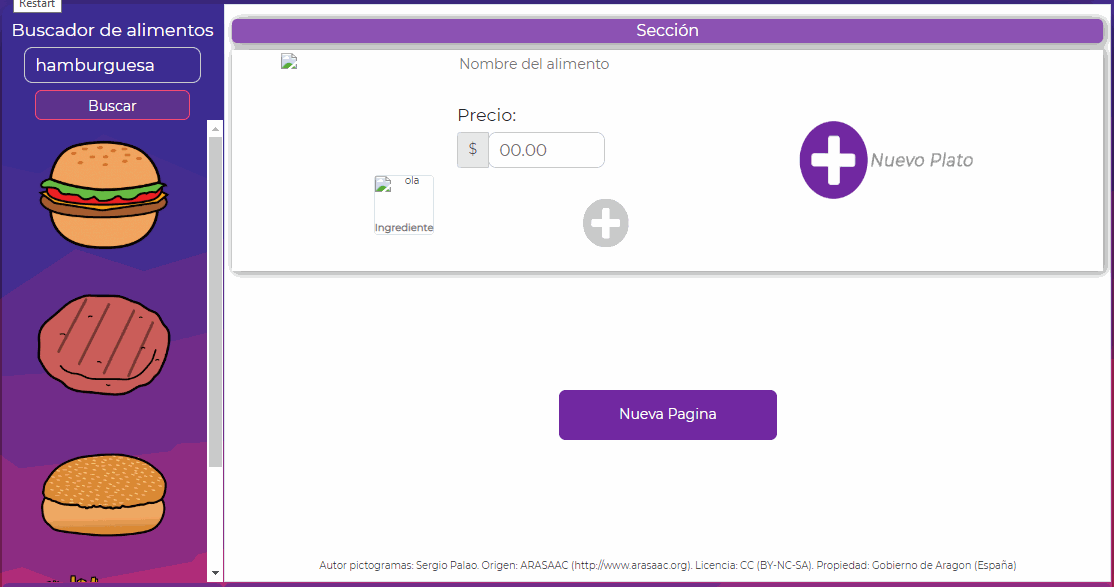 Restart
Buscador de alimentos
hamburguesa
Buscar
Sección
Nombre del alimento
Precio:
$ 00.00
ola
Ingrediente
Nuevo Plato
Nueva Pagina
Autor pictogramas: Sergio Palao. Origen: ARASAAC (http://www.arasaac.org). Licencia: CC (BY-NC-SA). Propiedad: Gobierno de Aragon (España)